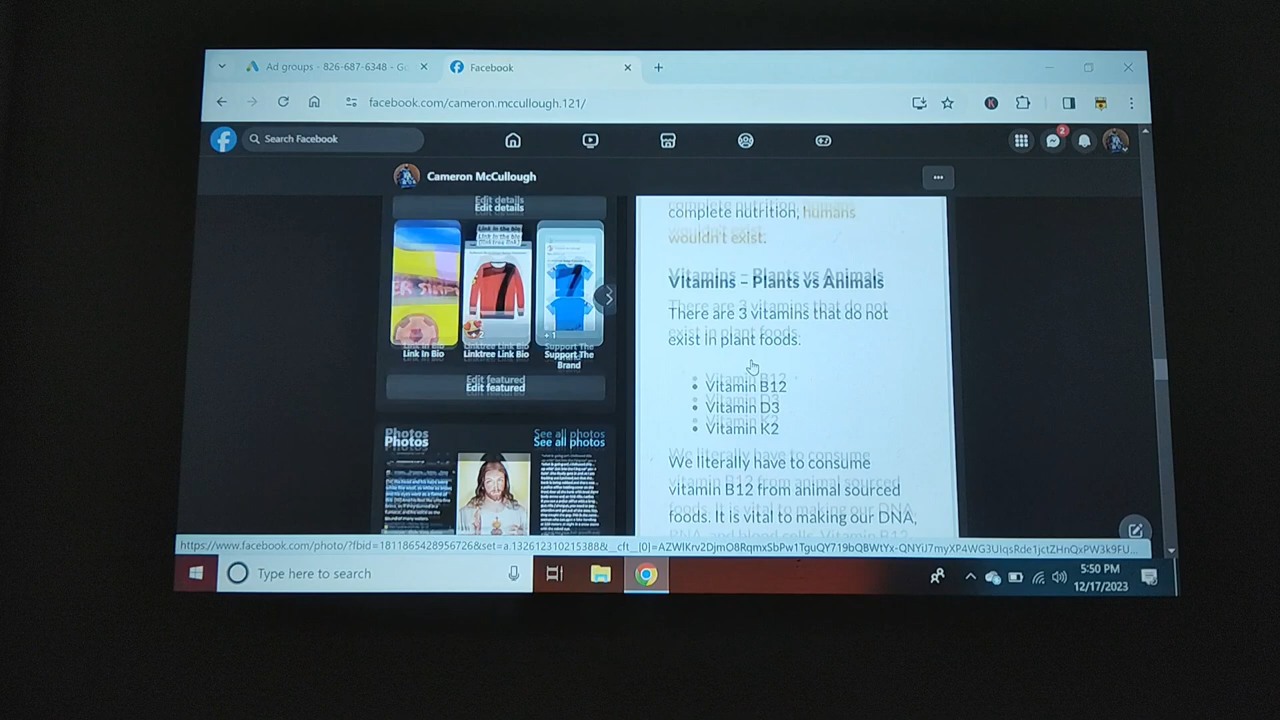 Ad groups - 826-687-6348 - Go
Facebook
facebook.com/cameron.mccullough.121/
Search Facebook
2
Cameron McCullough
Edit details
Link In Bio
Linktree Link Bio
Support The
Brand
Edit featured
Photos
See all photos
complete nutrition, humans
wouldn't exist.
Vitamins – Plants vs Animals
There are 3 vitamins that do not
exist in plant foods.
• Vitamin B12
• Vitamin D3
• Vitamin K2
We literally have to consume
vitamin B12 from animal sourced
foods. It is vital to making our DNA,
Type here to search
5:50 PM
12/17/2023